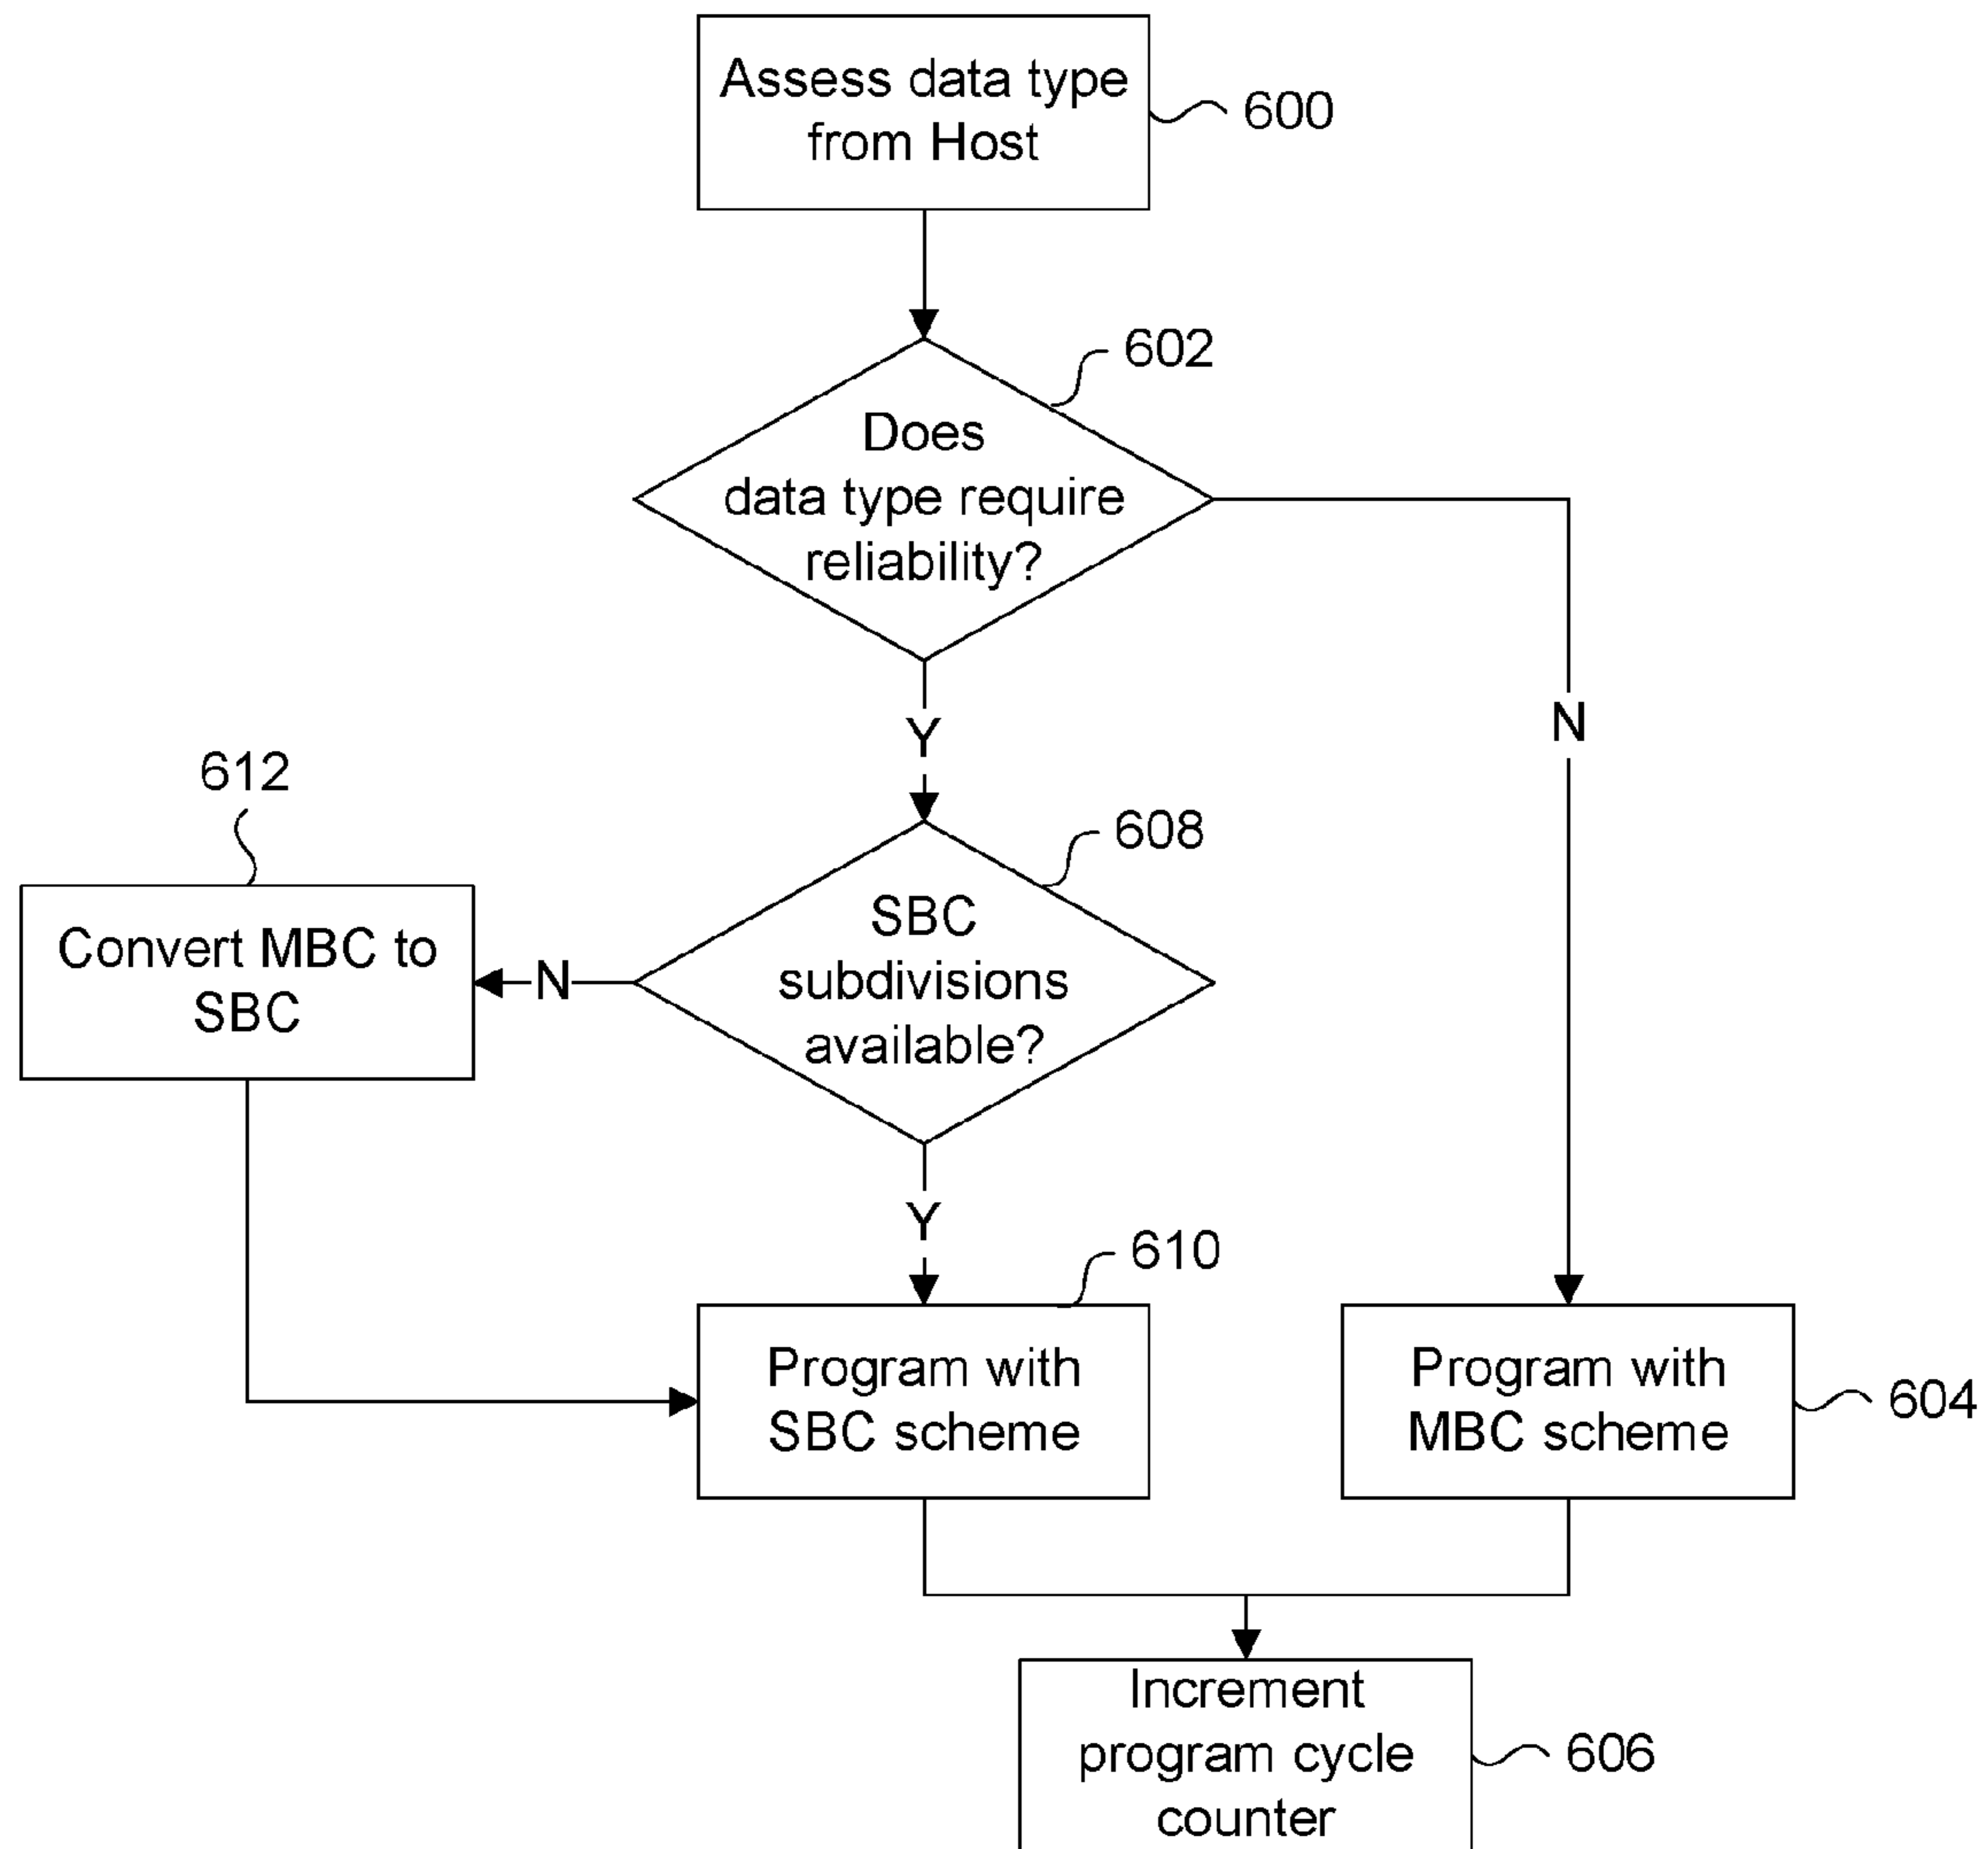 Assess data type
from Host
600
602
Does
data type require
reliability?
Y
N
612
608
Convert MBC to
SBC
N
SBC
subdivisions
available?
Y
610
Program with
SBC scheme
Program with
MBC scheme
604
Increment
program cycle
counter
606